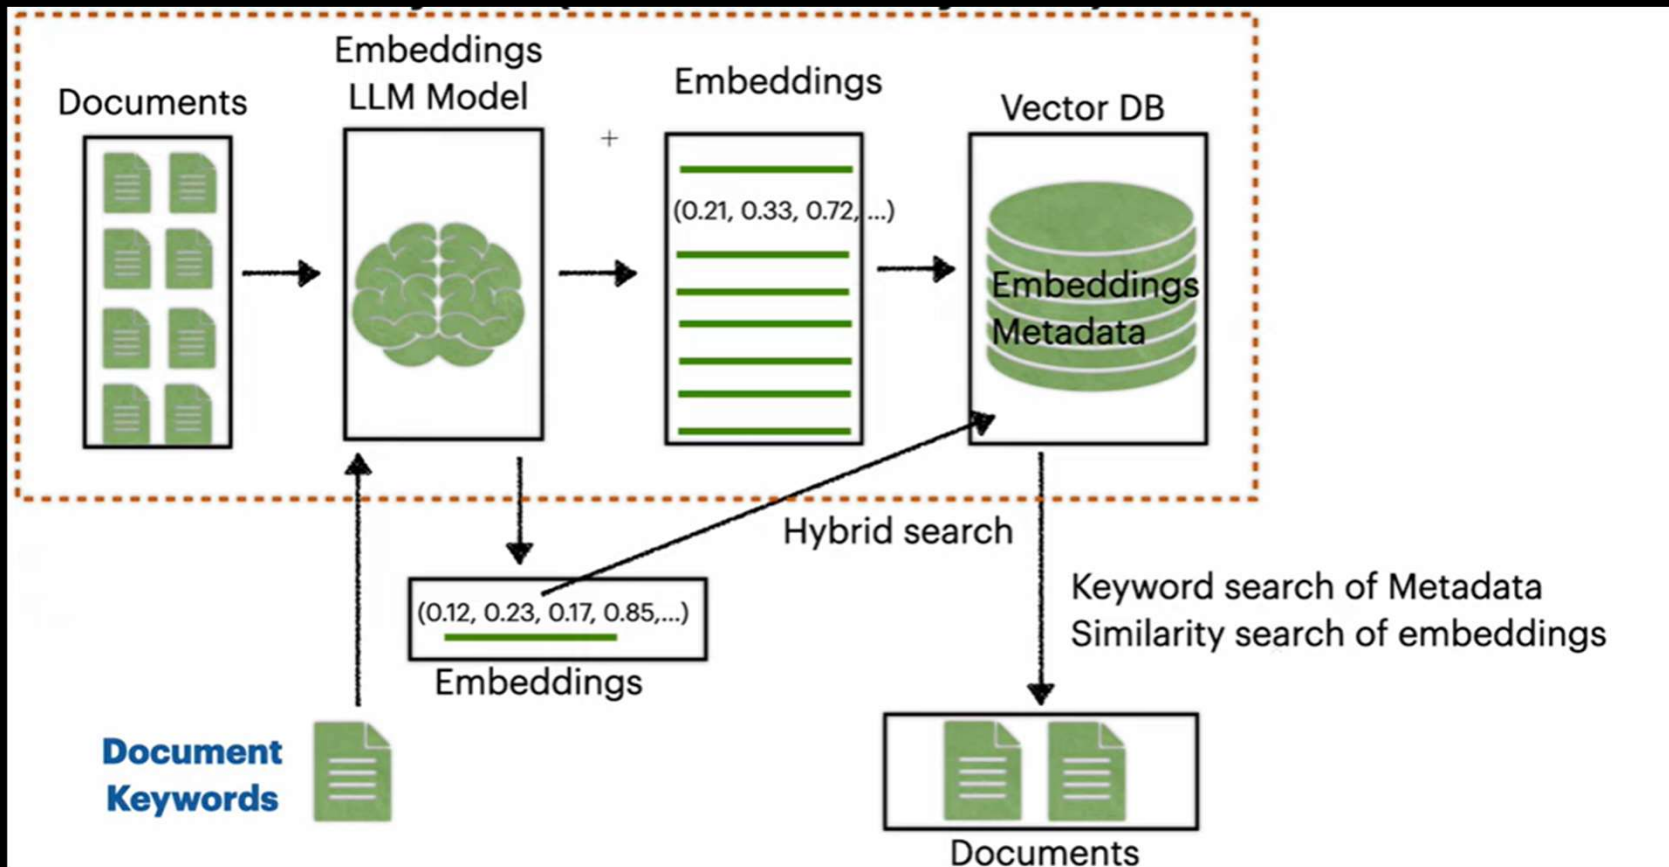 Documents
Embeddings
LLM Model
Embeddings
Vector DB
(0.21, 0.33, 0.72, ...)
Embeddings
Metadata
Hybrid search
(0.12, 0.23, 0.17, 0.85,...)
Embeddings
Keyword search of Metadata
Similarity search of embeddings
Document
Keywords
Documents